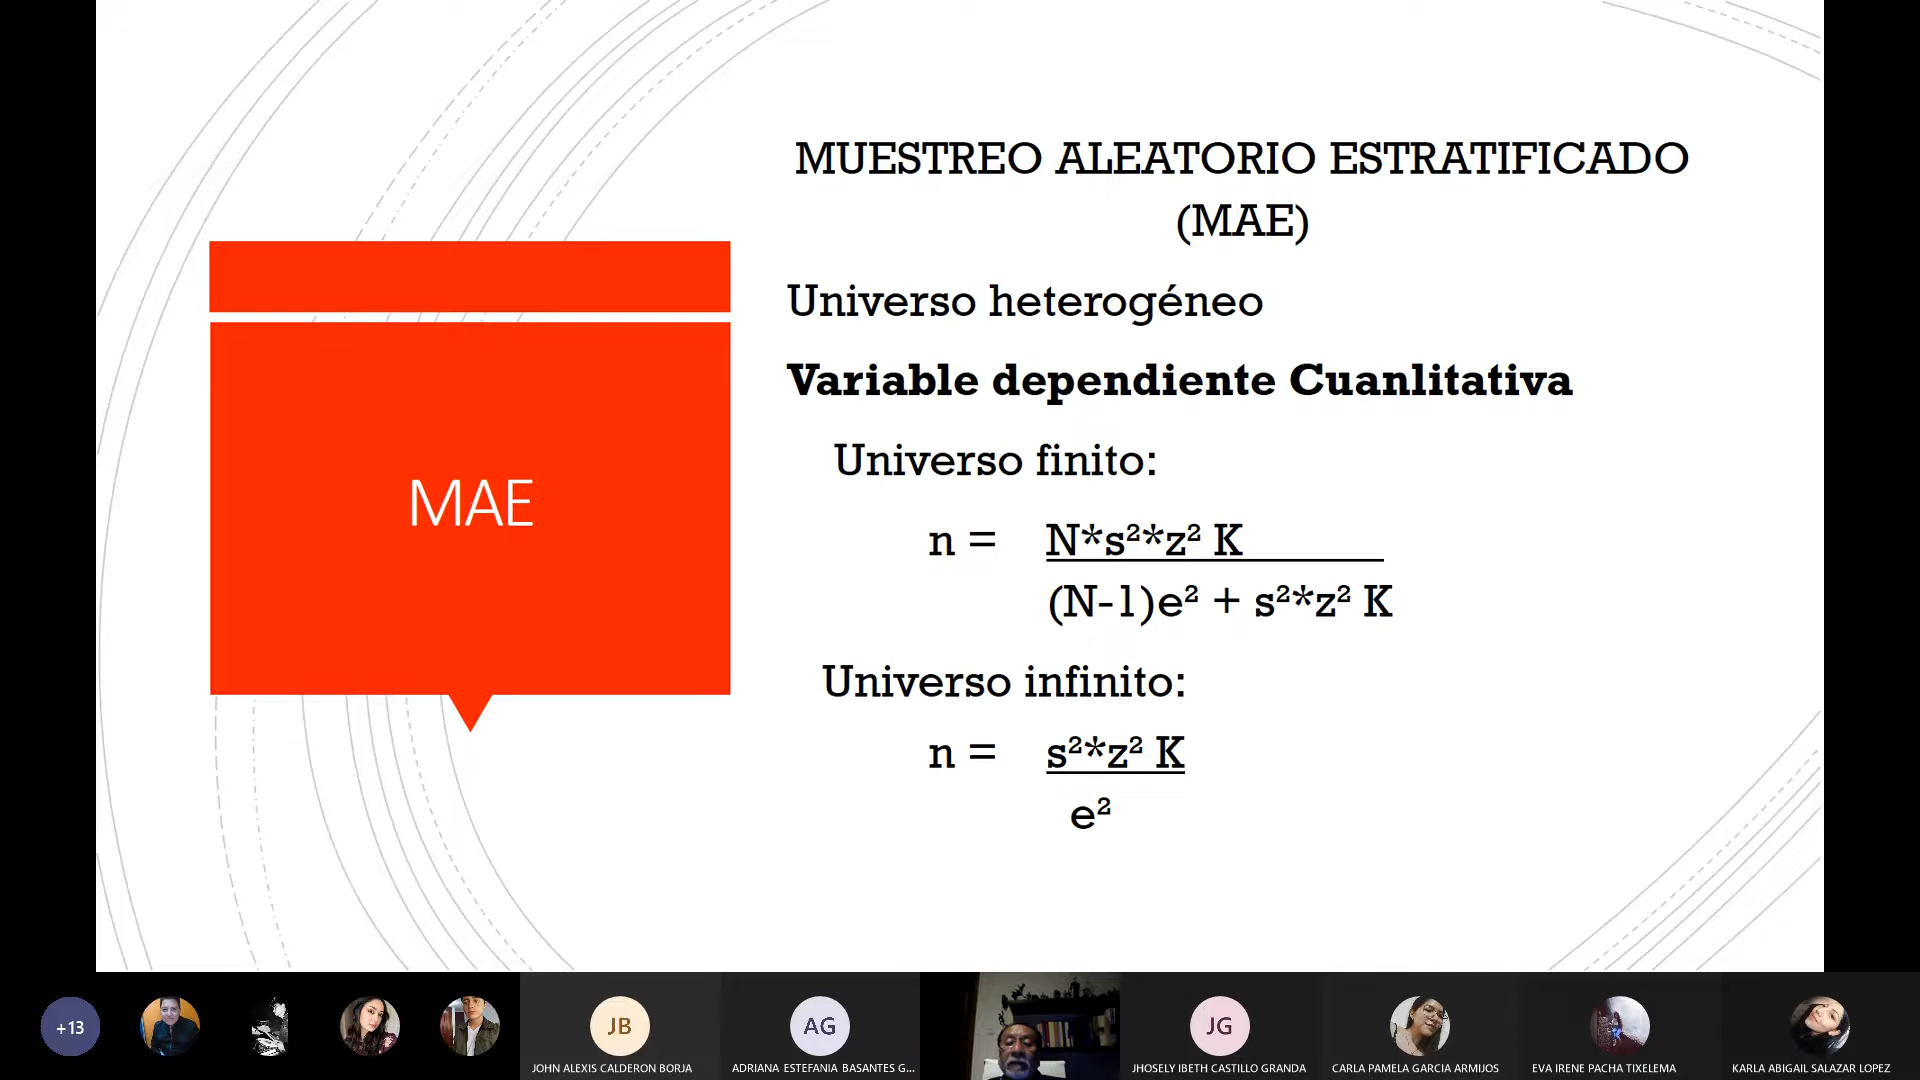 MUESTREO ALEATORIO ESTRATIFICADO
(MAE)
Universo heterogéneo
Variable dependiente Cuanlitativa
MAE
Universo finito:
n = N*s²*z² K
(N-1)e² + s²*z² K
Universo infinito:
n = s²*z² K
e²
+13
JB
JOHN ALEXIS CALDERON BORJA
AG
ADRIANA ESTEFANIA BASANTES G...
JG
JHOSELY IBETH CASTILLO GRANDA
CARLA PAMELA GARCIA ARMIJOS
EVA IRENE PACHA TIXELEMA
KARLA ABIGAIL SALAZAR LOPEZ